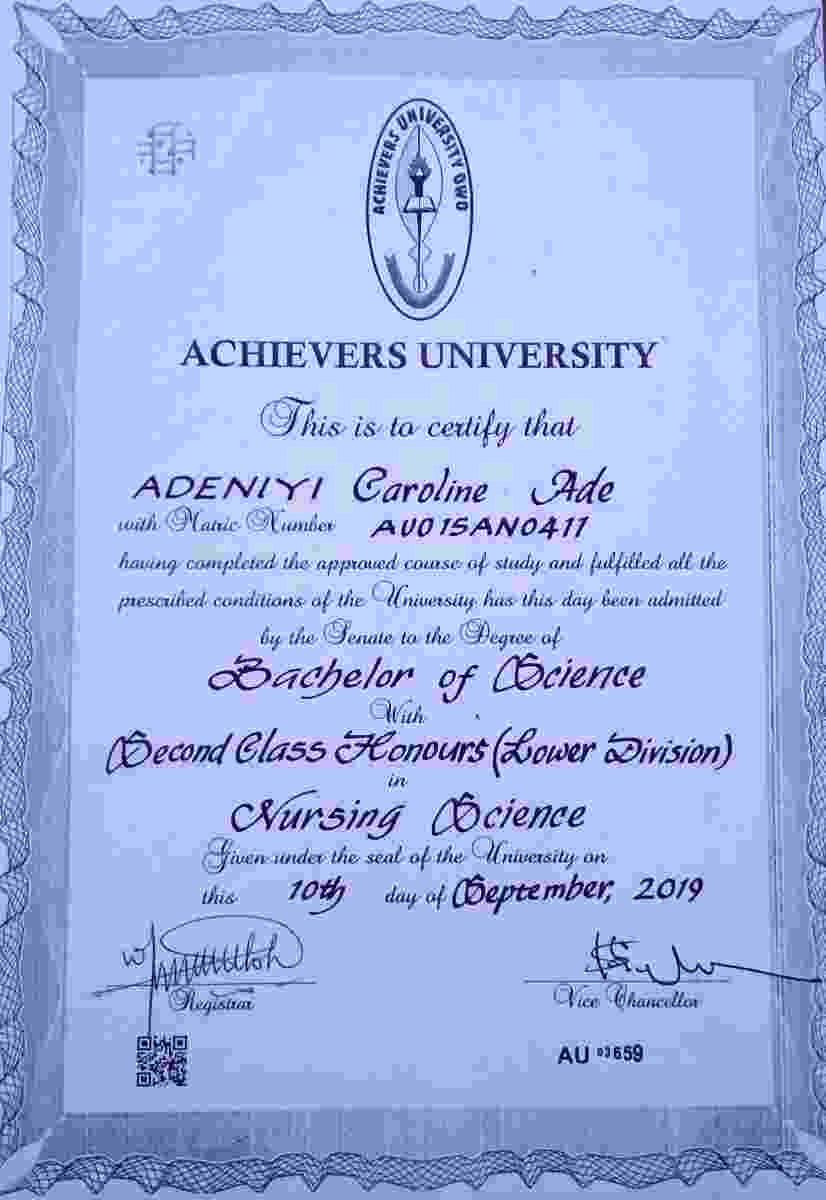 ACHIEVERS UNIVERSITY OWO
ACHIEVERS UNIVERSITY
This is to certify that
ADENIYI Caroline Ade
with Matric Number AU015AN0411
having completed the approved course of study and fulfilled all the
prescribed conditions of the University has this day been admitted
by the Senate to the Degree of
Bachelor of Science
With
Second Class Honours (Lower Division)
in
Nursing Science
Given under the seal of the University on
this 10th day of September, 2019
Registrar
Vice Chancellor
AU 03659